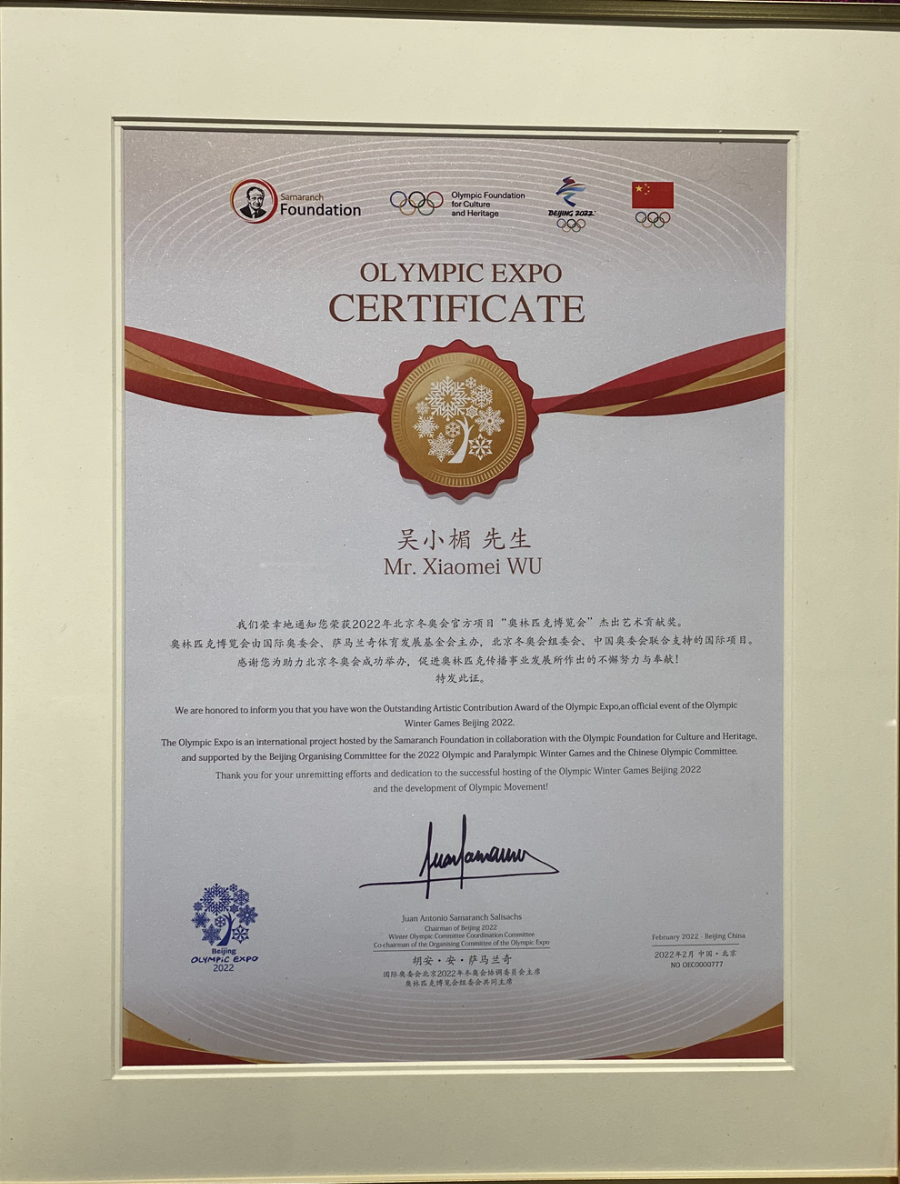 Samaranch
Foundation
Olympic Foundation
for Culture
and Heritage
BEIJING 2022
OLYMPIC EXPO
CERTIFICATE
吴小楣 先生
Mr. Xiaomei WU
我们荣幸地通知您荣获2022年北京冬奥会官方项目“奥林匹克博览会”杰出艺术贡献奖。
奥林匹克博览会由国际奥委会、萨马兰奇体育发展基金会主办，北京冬奥会组委会、中国奥委会联合支持的国际项目。
感谢您为助力北京冬奥会成功举办，促进奥林匹克传播事业发展所作出的不懈努力与奉献！
特发此证。
We are honored to inform you that you have won the Outstanding Artistic Contribution Award of the Olympic Expo,an official event of the Olympic
Winter Games Beijing 2022.
The Olympic Expo is an international project hosted by the Samaranch Foundation in collaboration with the Olympic Foundation for Culture and Heritage,
and supported by the Beijing Organising Committee for the 2022 Olympic and Paralympic Winter Games and the Chinese Olympic Committee.
Thank you for your unremitting efforts and dedication to the successful hosting of the Olympic Winter Games Beijing 2022
and the development of Olympic Movement!
Juan Antonio Samaranch Salisachs
Chairman of Beijing 2022
Winter Olympic Committee Coordination Committee
Co-chairman of the Organising Committee of the Olympic Expo
胡安·安·萨马兰奇
国际奥委会北京2022年冬奥会协调委员会主席
奥林匹克博览会组委会共同主席
Beijing
OLYMPIC EXPO
2022
February 2022 · Beijing China
2022年2月 中国·北京
NO OEC0000777